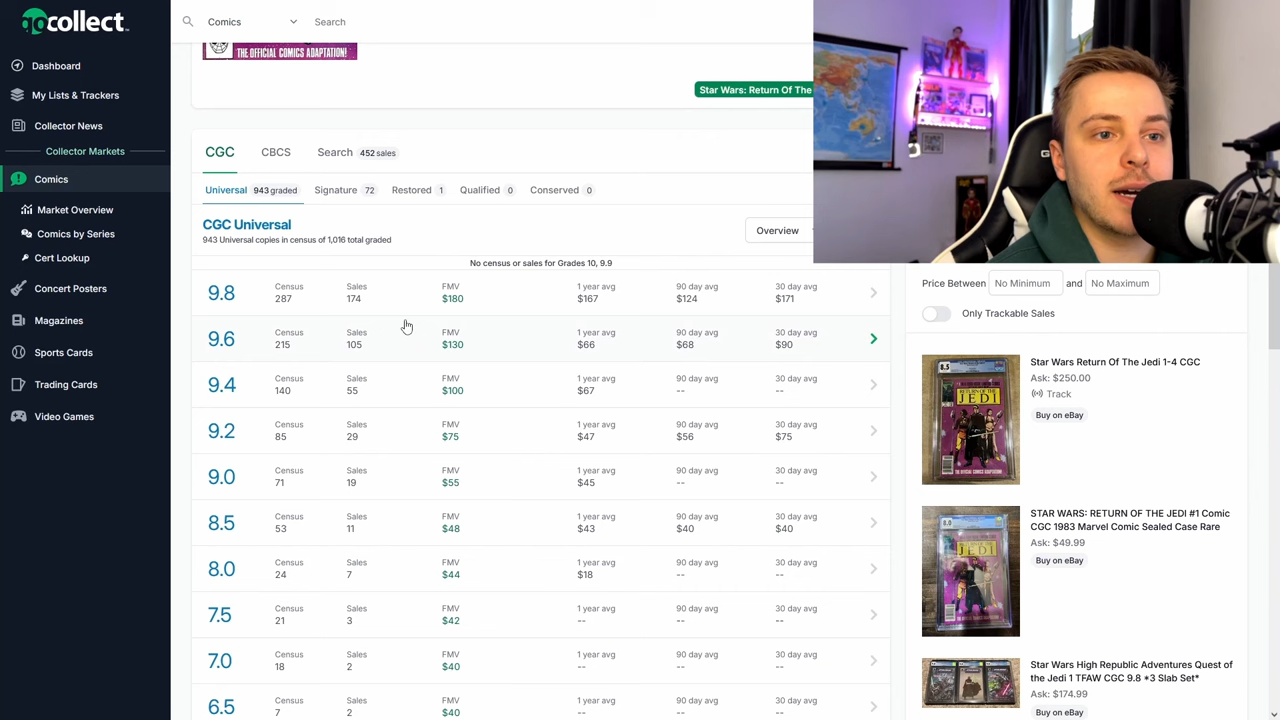 gocollect™
Comics
Search
THE OFFICIAL COMICS ADAPTATION!
Star Wars: Return Of The
Dashboard
My Lists & Trackers
Collector News
Collector Markets
Comics
Market Overview
Comics by Series
Cert Lookup
Concert Posters
Magazines
Sports Cards
Trading Cards
Video Games
CGC CBCS Search 452 sales
Universal 943 graded Signature 72 Restored 1 Qualified 0 Conserved 0
CGC Universal
943 Universal copies in census of 1,016 total graded
Overview
No census or sales for Grades 10, 9.9
Census Sales FMV 1 year avg 90 day avg 30 day avg
9.8 287 174 $180 $167 $124 $171
Census Sales FMV 1 year avg 90 day avg 30 day avg
9.6 215 105 $130 $66 $68 $90
Census Sales FMV 1 year avg 90 day avg 30 day avg
9.4 140 55 $100 $67 -- --
Census Sales FMV 1 year avg 90 day avg 30 day avg
9.2 85 29 $75 $47 $56 $75
Census Sales FMV 1 year avg 90 day avg 30 day avg
9.0 71 19 $55 $45 -- --
Census Sales FMV 1 year avg 90 day avg 30 day avg
8.5 53 11 $48 $43 $40 $40
Census Sales FMV 1 year avg 90 day avg 30 day avg
8.0 24 7 $44 $18 -- --
Census Sales FMV 1 year avg 90 day avg 30 day avg
7.5 21 3 $42 -- -- --
Census Sales FMV 1 year avg 90 day avg 30 day avg
7.0 18 2 $40 -- -- --
Census Sales FMV 1 year avg 90 day avg 30 day avg
6.5 2 $40 -- -- --
Price Between No Minimum and No Maximum
Only Trackable Sales
8.5
RETURN OF THE
JEDI
THE OFFICIAL COMICS ADAPTATION!
Star Wars Return Of The Jedi 1-4 CGC
Ask: $250.00
Track
Buy on eBay
8.0
JEDI
STAR WARS: RETURN OF THE JEDI #1 Comic
CGC 1983 Marvel Comic Sealed Case Rare
Ask: $49.99
Buy on eBay
Star Wars High Republic Adventures Quest of
the Jedi 1 TFAW CGC 9.8 *3 Slab Set*
Ask: $174.99
Buy on eBay